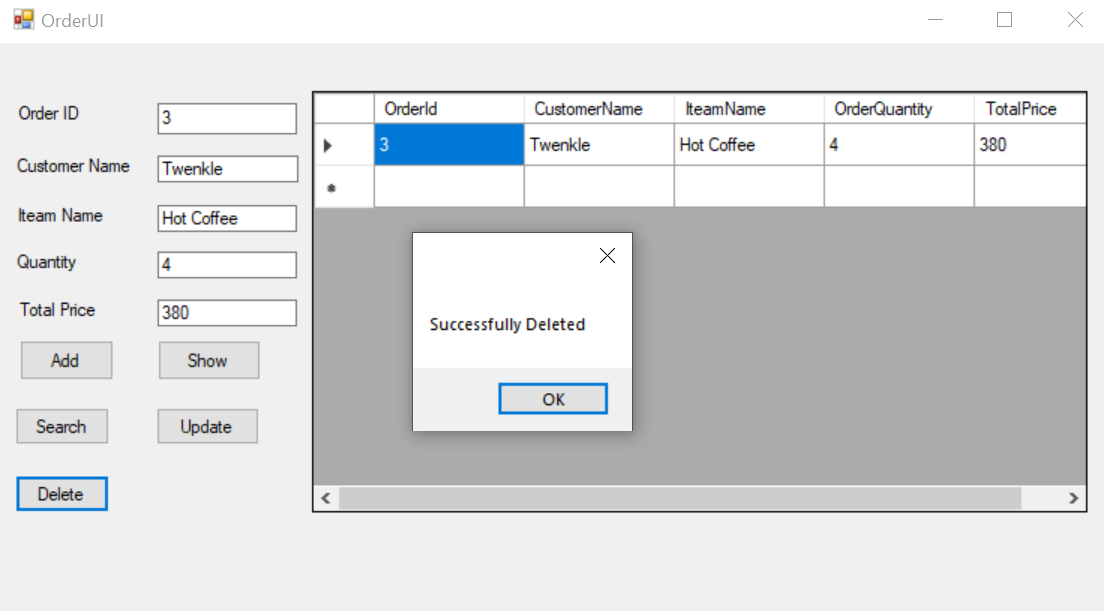 OrderUI
Order ID
3
Customer Name
Twenkle
Iteam Name
Hot Coffee
Quantity
4
Total Price
380
Add
Show
Search
Update
Delete
OrderId CustomerName IteamName OrderQuantity TotalPrice
3 Twenkle Hot Coffee 4 380
Successfully Deleted
OK